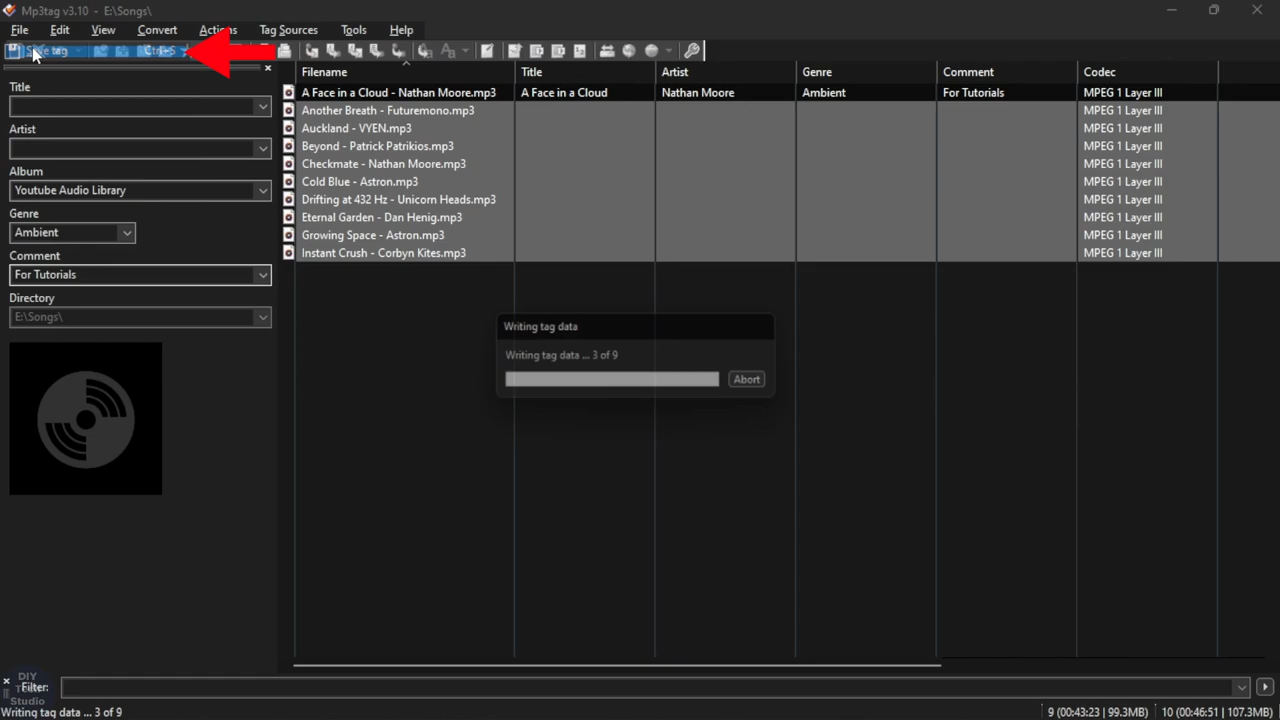 Mp3tag v3.10 - E:\Songs\
File Edit View Convert Actions Tag Sources Tools Help
Save tag Ctrl+S
Title
Artist
Album
Youtube Audio Library
Genre
Ambient
Comment
For Tutorials
Directory
E:\Songs\
Filename Title Artist Genre Comment Codec
A Face in a Cloud - Nathan Moore.mp3 A Face in a Cloud Nathan Moore Ambient For Tutorials MPEG 1 Layer III
Another Breath - Futuremono.mp3 MPEG 1 Layer III
Auckland - VYEN.mp3 MPEG 1 Layer III
Beyond - Patrick Patrikios.mp3 MPEG 1 Layer III
Checkmate - Nathan Moore.mp3 MPEG 1 Layer III
Cold Blue - Astron.mp3 MPEG 1 Layer III
Drifting at 432 Hz - Unicorn Heads.mp3 MPEG 1 Layer III
Eternal Garden - Dan Henig.mp3 MPEG 1 Layer III
Growing Space - Astron.mp3 MPEG 1 Layer III
Instant Crush - Corbyn Kites.mp3 MPEG 1 Layer III
Writing tag data
Writing tag data ... 3 of 9
Abort
DIY
Studio
Filter:
Writing tag data ... 3 of 9 9 (00:43:23 | 99.3MB) 10 (00:46:51 | 107.3MB)